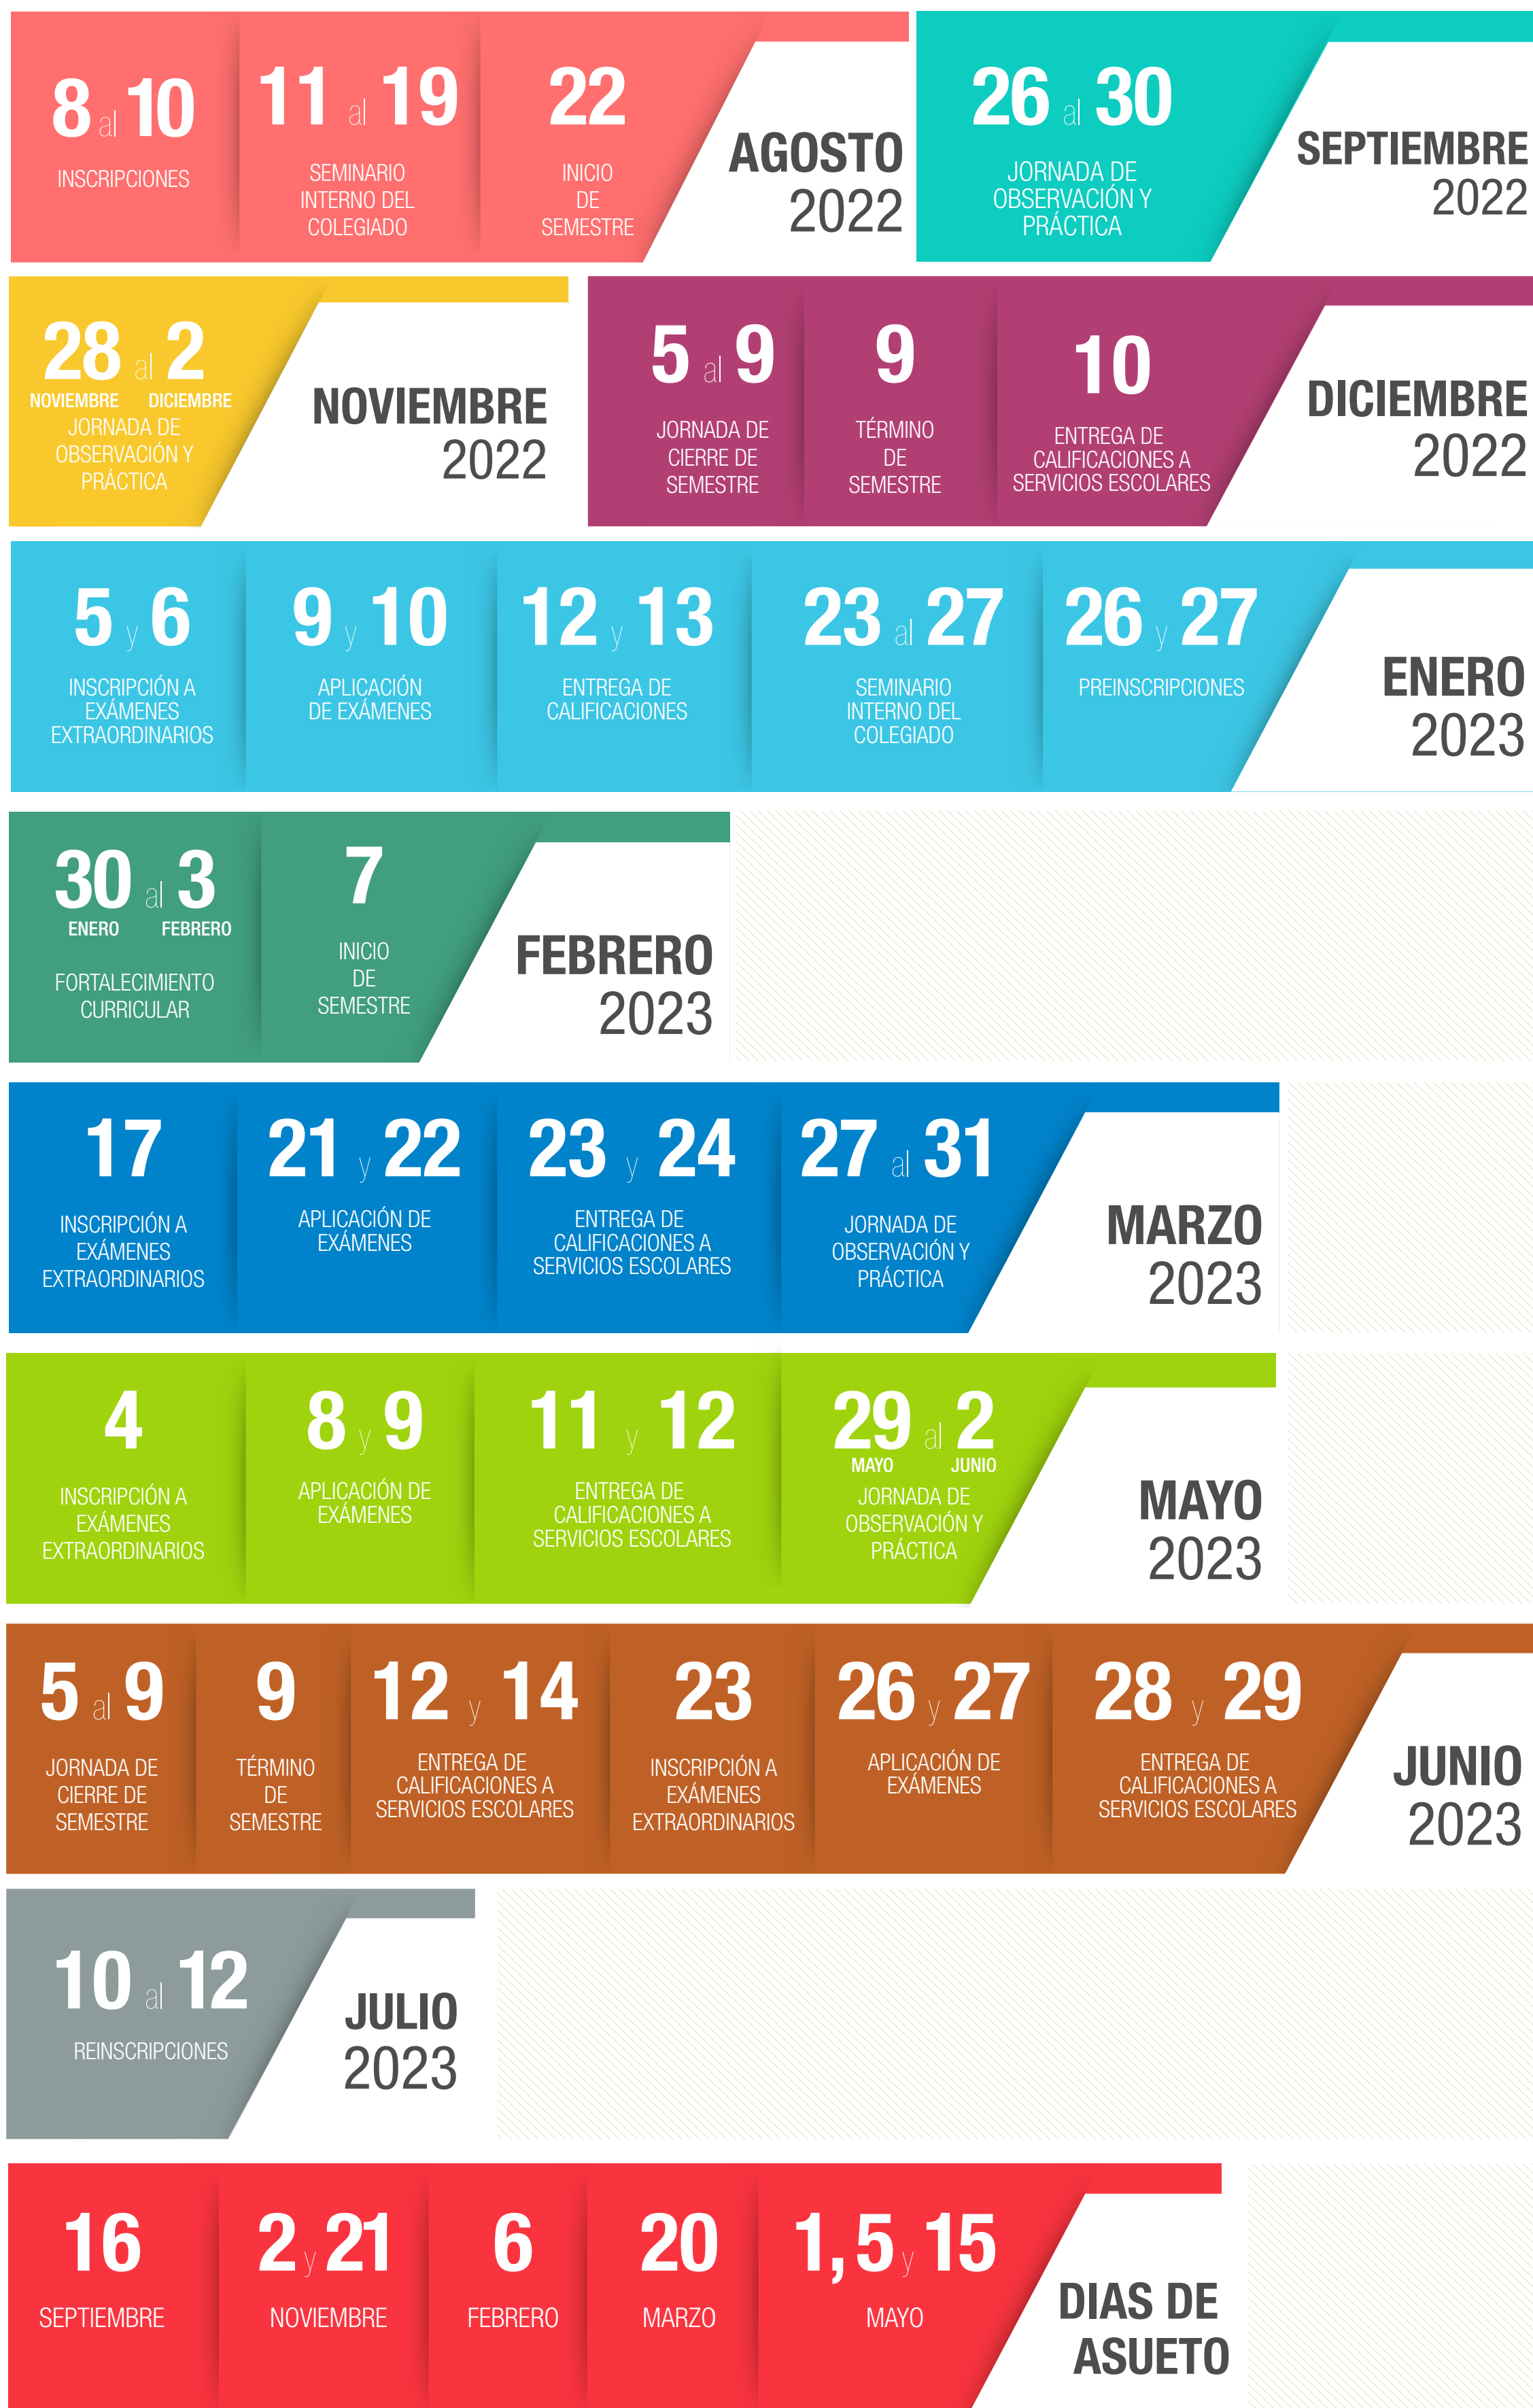 8 al 10
INSCRIPCIONES
11 al 19
SEMINARIO
INTERNO DEL
COLEGIADO
22
INICIO
DE
SEMESTRE
AGOSTO
2022
26 al 30
JORNADA DE
OBSERVACIÓN Y
PRÁCTICA
SEPTIEMBRE
2022
28 al 2
NOVIEMBRE DICIEMBRE
JORNADA DE
OBSERVACIÓN Y
PRÁCTICA
NOVIEMBRE
2022
5 al 9
JORNADA DE
CIERRE DE
SEMESTRE
9
TÉRMINO
DE
SEMESTRE
10
ENTREGA DE
CALIFICACIONES A
SERVICIOS ESCOLARES
DICIEMBRE
2022
5 y 6
INSCRIPCIÓN A
EXÁMENES
EXTRAORDINARIOS
9 y 10
APLICACIÓN
DE EXÁMENES
12 y 13
ENTREGA DE
CALIFICACIONES
23 al 27
SEMINARIO
INTERNO DEL
COLEGIADO
26 y 27
PREINSCRIPCIONES
ENERO
2023
30 al 3
ENERO FEBRERO
FORTALECIMIENTO
CURRICULAR
7
INICIO
DE
SEMESTRE
FEBRERO
2023
17
INSCRIPCIÓN A
EXÁMENES
EXTRAORDINARIOS
21 y 22
APLICACIÓN DE
EXÁMENES
23 y 24
ENTREGA DE
CALIFICACIONES A
SERVICIOS ESCOLARES
27 al 31
JORNADA DE
OBSERVACIÓN Y
PRÁCTICA
MARZO
2023
4
INSCRIPCIÓN A
EXÁMENES
EXTRAORDINARIOS
8 y 9
APLICACIÓN DE
EXÁMENES
11 y 12
ENTREGA DE
CALIFICACIONES A
SERVICIOS ESCOLARES
29 al 2
MAYO JUNIO
JORNADA DE
OBSERVACIÓN Y
PRÁCTICA
MAYO
2023
5 al 9
JORNADA DE
CIERRE DE
SEMESTRE
9
TÉRMINO
DE
SEMESTRE
12 y 14
ENTREGA DE
CALIFICACIONES A
SERVICIOS ESCOLARES
23
INSCRIPCIÓN A
EXÁMENES
EXTRAORDINARIOS
26 y 27
APLICACIÓN DE
EXÁMENES
28 y 29
ENTREGA DE
CALIFICACIONES A
SERVICIOS ESCOLARES
JUNIO
2023
10 al 12
REINSCRIPCIONES
JULIO
2023
16
SEPTIEMBRE
2 y 21
NOVIEMBRE
6
FEBRERO
20
MARZO
1, 5 y 15
MAYO
DIAS DE
ASUETO